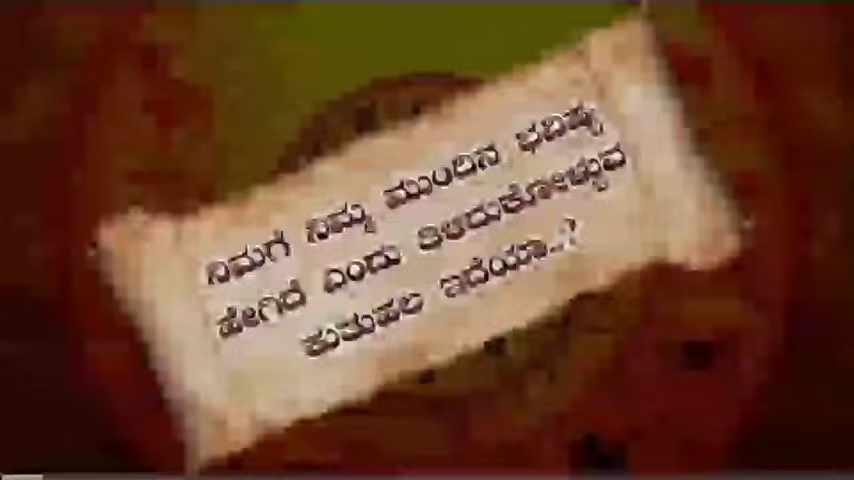 ನಿಮಗೆ ನಿಮ್ಮ ಮುಂದಿನ ಭವಿಷ್ಯ
ಹೇಗಿದೆ ಎಂದು ತಿಳಿದುಕೋಳ್ಳುವ
ಕುತುಹಲ ಇದೆಯಾ..?